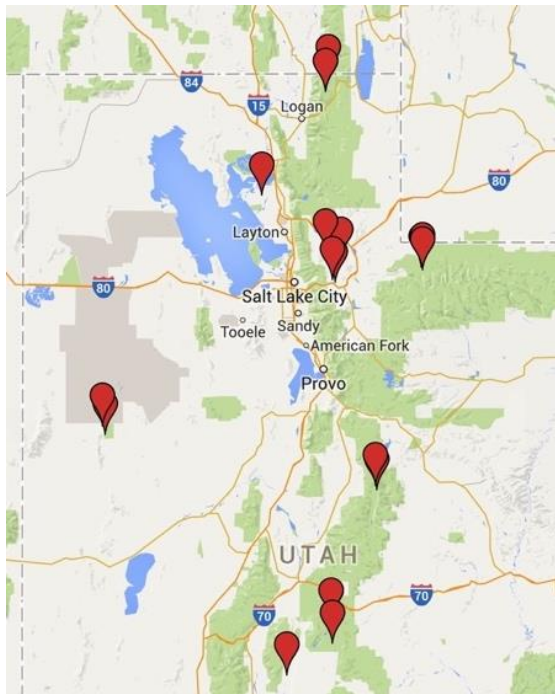 84
15
Logan
80
Layton
80
Salt Lake City
Tooele
Sandy
American Fork
Provo
UTAH
70
70